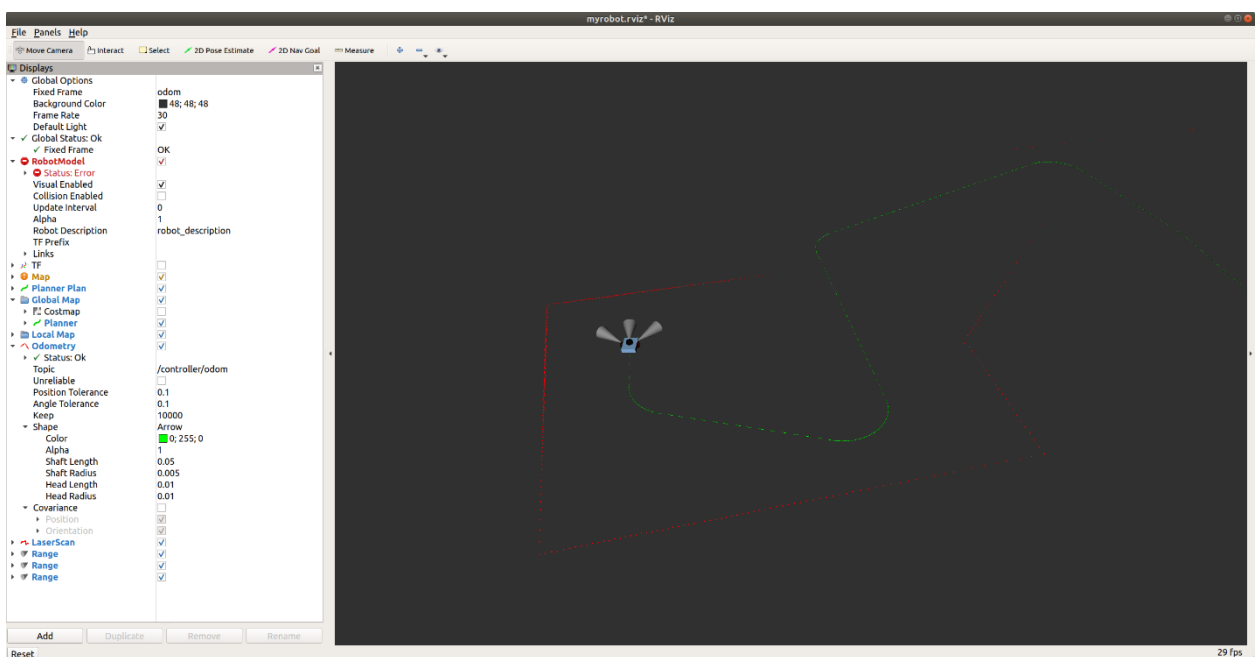 myrobot.rviz* - RViz
File Panels Help
Move Camera Interact Select 2D Pose Estimate 2D Nav Goal Measure
Displays
Global Options
Fixed Frame odom
Background Color 48; 48; 48
Frame Rate 30
Default Light
Global Status: Ok
Fixed Frame OK
RobotModel
Status: Error
Visual Enabled
Collision Enabled
Update Interval 0
Alpha 1
Robot Description robot_description
TF Prefix
Links
TF
Map
Planner Plan
Global Map
Costmap
Planner
Local Map
Odometry
Status: Ok
Topic /controller/odom
Unreliable
Position Tolerance 0.1
Angle Tolerance 0.1
Keep 10000
Shape Arrow
Color 0; 255; 0
Alpha 1
Shaft Length 0.05
Shaft Radius 0.005
Head Length 0.01
Head Radius 0.01
Covariance
Position
Orientation
LaserScan
Range
Range
Range
Add Duplicate Remove Rename
Reset 29 fps